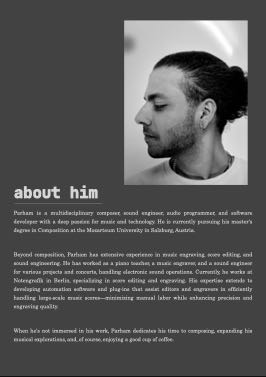 about him
Parham is a multidisciplinary composer, sound engineer, audio programmer, and software
developer with a deep passion for music and technology. He is currently pursuing his master's
degree in Composition at the Mozarteum University in Salzburg, Austria.
Beyond composition, Parham has extensive experience in music engraving, score editing, and
sound engineering. He has worked as a piano teacher, a music engraver, and a sound engineer
for various projects and concerts, handling electronic sound operations. Currently, he works at
Notengrafik in Berlin, specializing in score editing and engraving. His expertise extends to
developing automation software and plug-ins that assist editors and engravers in efficiently
handling large-scale music scores—minimizing manual labor while enhancing precision and
engraving quality.
When he's not immersed in his work, Parham dedicates his time to composing, expanding his
musical explorations, and, of course, enjoying a good cup of coffee.